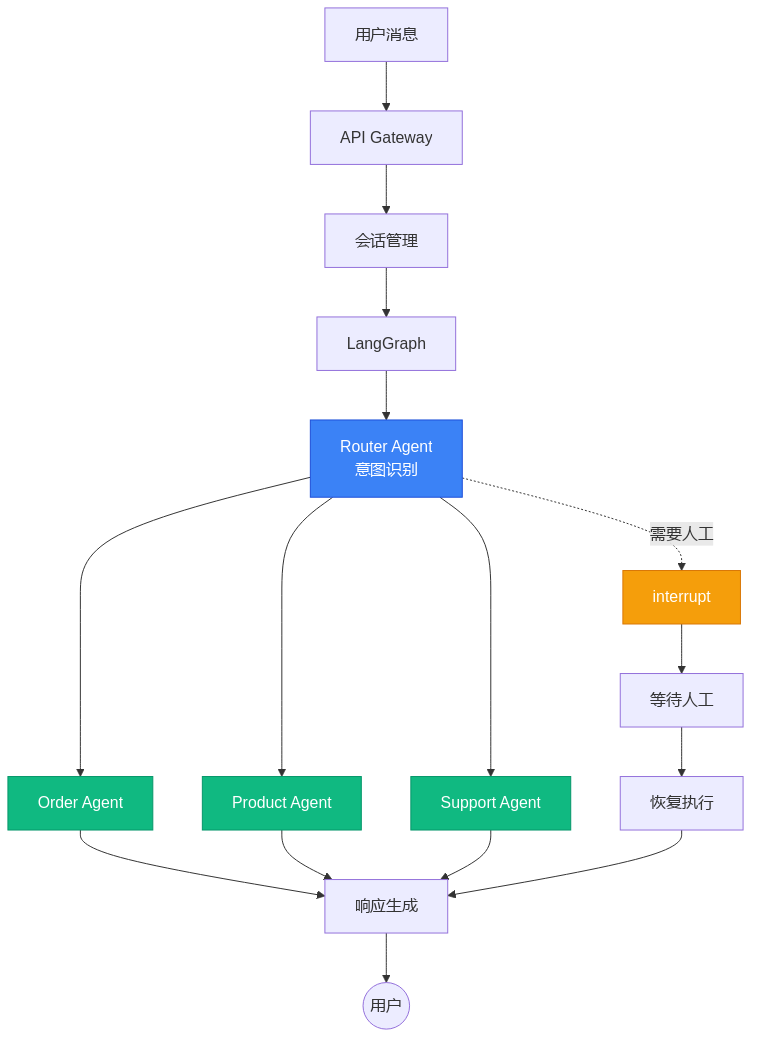 用户消息
API Gateway
会话管理
LangGraph
Router Agent
意图识别
需要人工
interrupt
等待人工
Order Agent
Product Agent
Support Agent
恢复执行
响应生成
用户